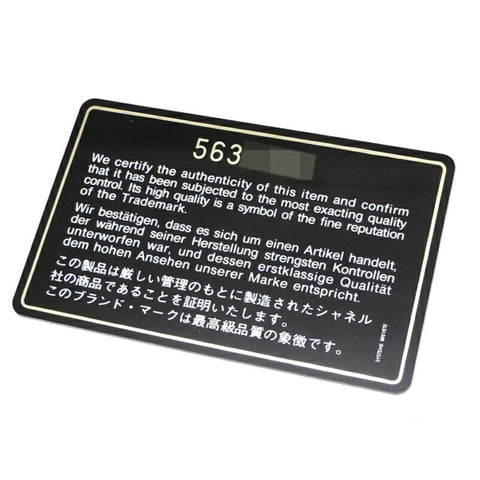 563
We certify the authenticity of this item and confirm
that it has been subjected to the most exacting quality
control. Its high quality is a symbol of the fine reputation
of the Trademark.
Wir bestätigen, dass es sich um einen Artikel handelt,
der während seiner Herstellung strengsten Kontrollen
unterworfen war, und dessen erstklassige Qualität
dem hohen Ansehen unserer Marke entspricht.
この製品は厳しい管理のもとに製造されたシャネル
社の商品であることを証明いたします。
このブランド・マークは最高級品質の象徴です。
SYSTEME BREVETE